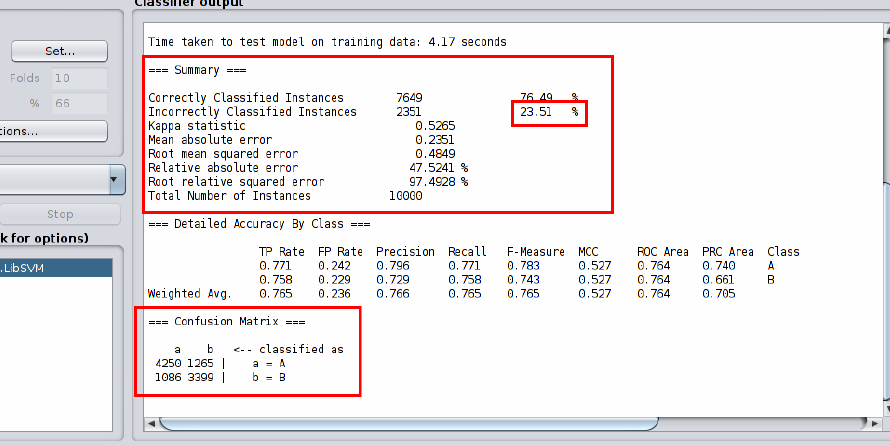 Classifier output
Set...
Folds 10
% 66
tions...
Stop
k for options)
.LibSVM
Time taken to test model on training data: 4.17 seconds
=== Summary ===
Correctly Classified Instances 7649 76.49 %
Incorrectly Classified Instances 2351 23.51 %
Kappa statistic 0.5265
Mean absolute error 0.2351
Root mean squared error 0.4849
Relative absolute error 47.5241 %
Root relative squared error 97.4928 %
Total Number of Instances 10000
=== Detailed Accuracy By Class ===
TP Rate FP Rate Precision Recall F-Measure MCC ROC Area PRC Area Class
0.771 0.242 0.796 0.771 0.783 0.527 0.764 0.740 A
0.758 0.229 0.729 0.758 0.743 0.527 0.764 0.661 B
Weighted Avg. 0.765 0.236 0.766 0.765 0.765 0.527 0.764 0.705
=== Confusion Matrix ===
a b <-- classified as
4250 1265 | a = A
1086 3399 | b = B